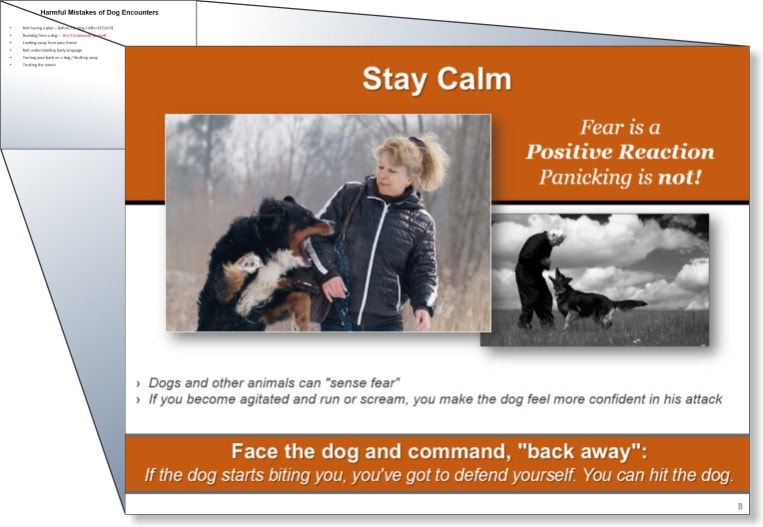 Harmful Mistakes of Dog Encounters
• Not having a plan –
• Running from a dog – Don't
• Looking away from your threat
• Not understanding body language
• Turning your back on a dog / Walking away
• Trusting the owner
Stay Calm
Fear is a
Positive Reaction
Panicking is not!
› Dogs and other animals can "sense fear"
› If you become agitated and run or scream, you make the dog feel more confident in his attack
Face the dog and command, "back away":
If the dog starts biting you, you've got to defend yourself. You can hit the dog.
8